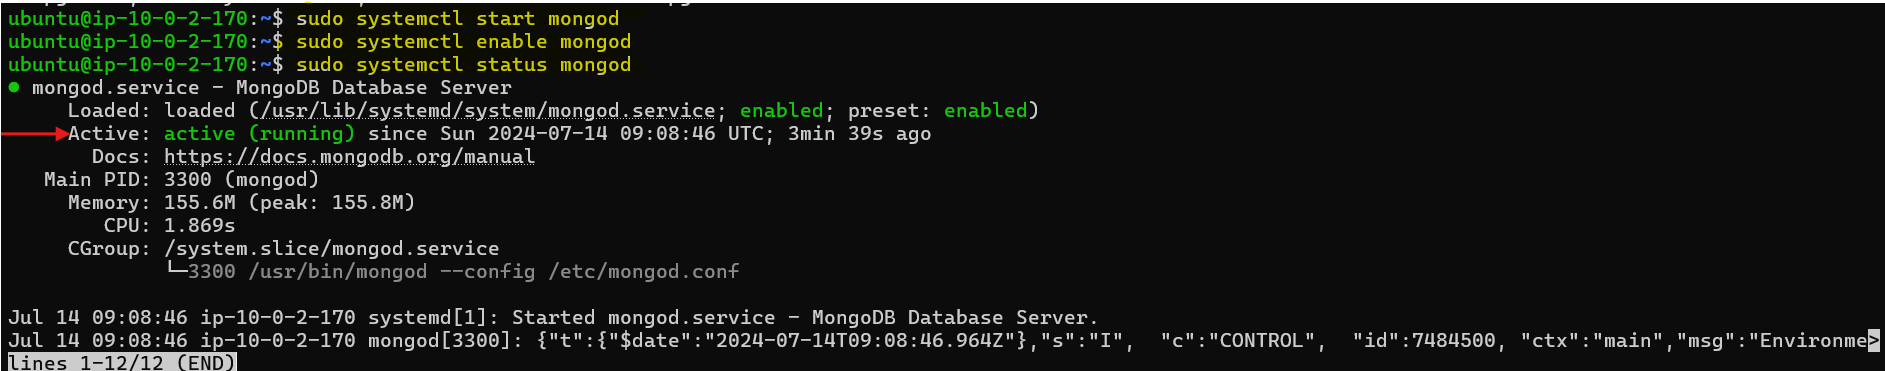 ubuntu@ip-10-0-2-170:~$ sudo systemctl start mongod
ubuntu@ip-10-0-2-170:~$ sudo systemctl enable mongod
ubuntu@ip-10-0-2-170:~$ sudo systemctl status mongod
● mongod.service - MongoDB Database Server
Loaded: loaded (/usr/lib/systemd/system/mongod.service; enabled; preset: enabled)
Active: active (running) since Sun 2024-07-14 09:08:46 UTC; 3min 39s ago
Docs: https://docs.mongodb.org/manual
Main PID: 3300 (mongod)
Memory: 155.6M (peak: 155.8M)
CPU: 1.869s
CGroup: /system.slice/mongod.service
└─3300 /usr/bin/mongod --config /etc/mongod.conf
Jul 14 09:08:46 ip-10-0-2-170 systemd[1]: Started mongod.service - MongoDB Database Server.
Jul 14 09:08:46 ip-10-0-2-170 mongod[3300]: {"t":{"$date":"2024-07-14T09:08:46.964Z"},"s":"I",  "c":"CONTROL",  "id":7484500, "ctx":"main","msg":"Environme>
lines 1-12/12 (END)